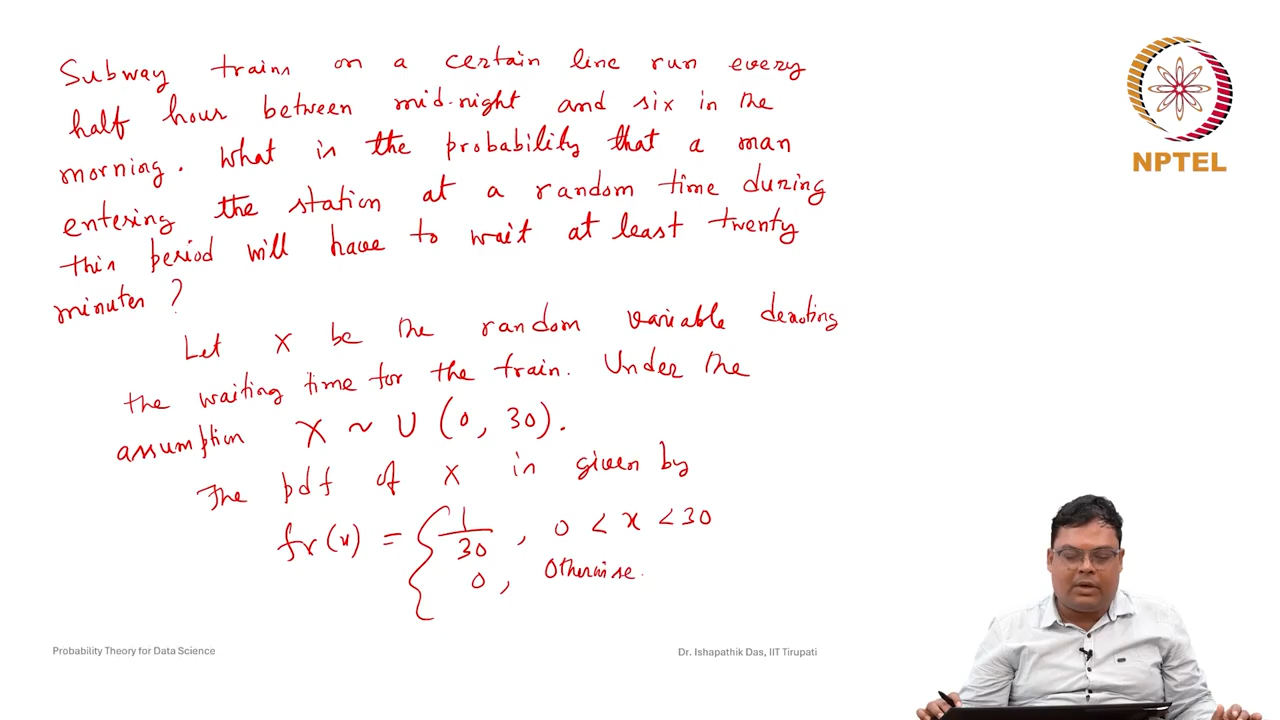 Subway trains on a certain line run every
half hour between mid-night and six in the
morning. What is the probability that a man
entering the station at a random time during
this period will have to wait at least twenty
minutes ?
Let X be the random variable denoting
the waiting time for the train. Under the
assumption X ~ U (0, 30).
The pdf of X is given by
fx(x) = { 1/30 , 0 < x < 30
0 , Otherwise.
NPTEL
Probability Theory for Data Science
Dr. Ishapathik Das, IIT Tirupati